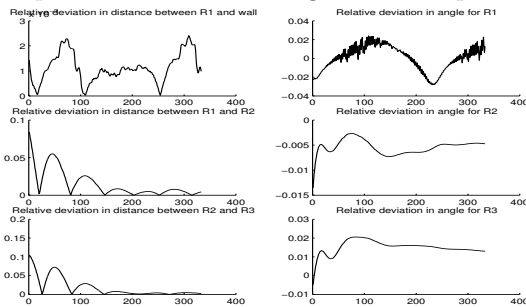 Relative deviation in distance between R1 and wall
3
2
1
0
0 100 200 300 400
Relative deviation in angle for R1
0.04
0.02
0
−0.02
−0.04
0 100 200 300 400
Relative deviation in distance between R1 and R2
0.1
0.05
0
0 100 200 300 400
Relative deviation in angle for R2
0
−0.005
−0.01
−0.015
0 100 200 300 400
Relative deviation in distance between R2 and R3
0.2
0.15
0.1
0.05
0
0 100 200 300 400
Relative deviation in angle for R3
0.03
0.02
0.01
0
−0.01
0 100 200 300 400